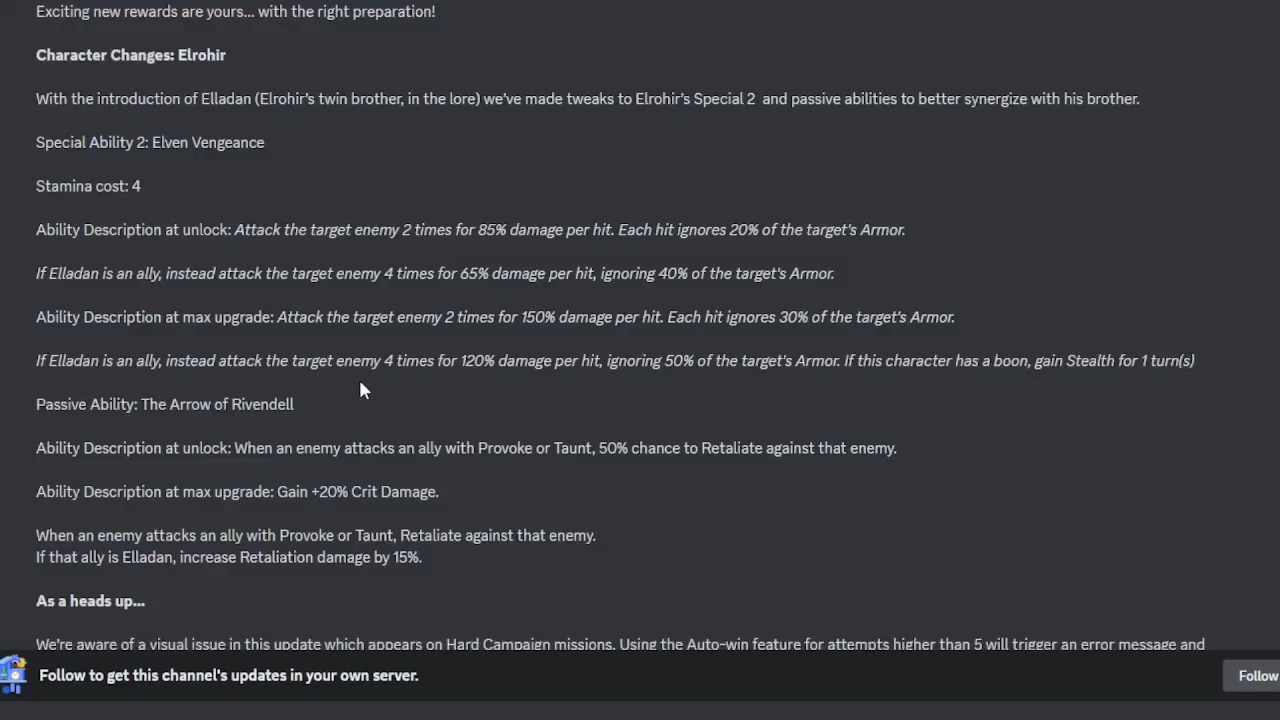 Exciting new rewards are yours... with the right preparation!
Character Changes: Elrohir
With the introduction of Elladan (Elrohir's twin brother, in the lore) we've made tweaks to Elrohir's Special 2 and passive abilities to better synergize with his brother.
Special Ability 2: Elven Vengeance
Stamina cost: 4
Ability Description at unlock: Attack the target enemy 2 times for 85% damage per hit. Each hit ignores 20% of the target's Armor.
If Elladan is an ally, instead attack the target enemy 4 times for 65% damage per hit, ignoring 40% of the target's Armor.
Ability Description at max upgrade: Attack the target enemy 2 times for 150% damage per hit. Each hit ignores 30% of the target's Armor.
If Elladan is an ally, instead attack the target enemy 4 times for 120% damage per hit, ignoring 50% of the target's Armor. If this character has a boon, gain Stealth for 1 turn(s)
Passive Ability: The Arrow of Rivendell
Ability Description at unlock: When an enemy attacks an ally with Provoke or Taunt, 50% chance to Retaliate against that enemy.
Ability Description at max upgrade: Gain +20% Crit Damage.
When an enemy attacks an ally with Provoke or Taunt, Retaliate against that enemy.
If that ally is Elladan, increase Retaliation damage by 15%.
As a heads up...
We're aware of a visual issue in this update which appears on Hard Campaign missions. Using the Auto-win feature for attempts higher than 5 will trigger an error message and
Follow to get this channel's updates in your own server.
Follow